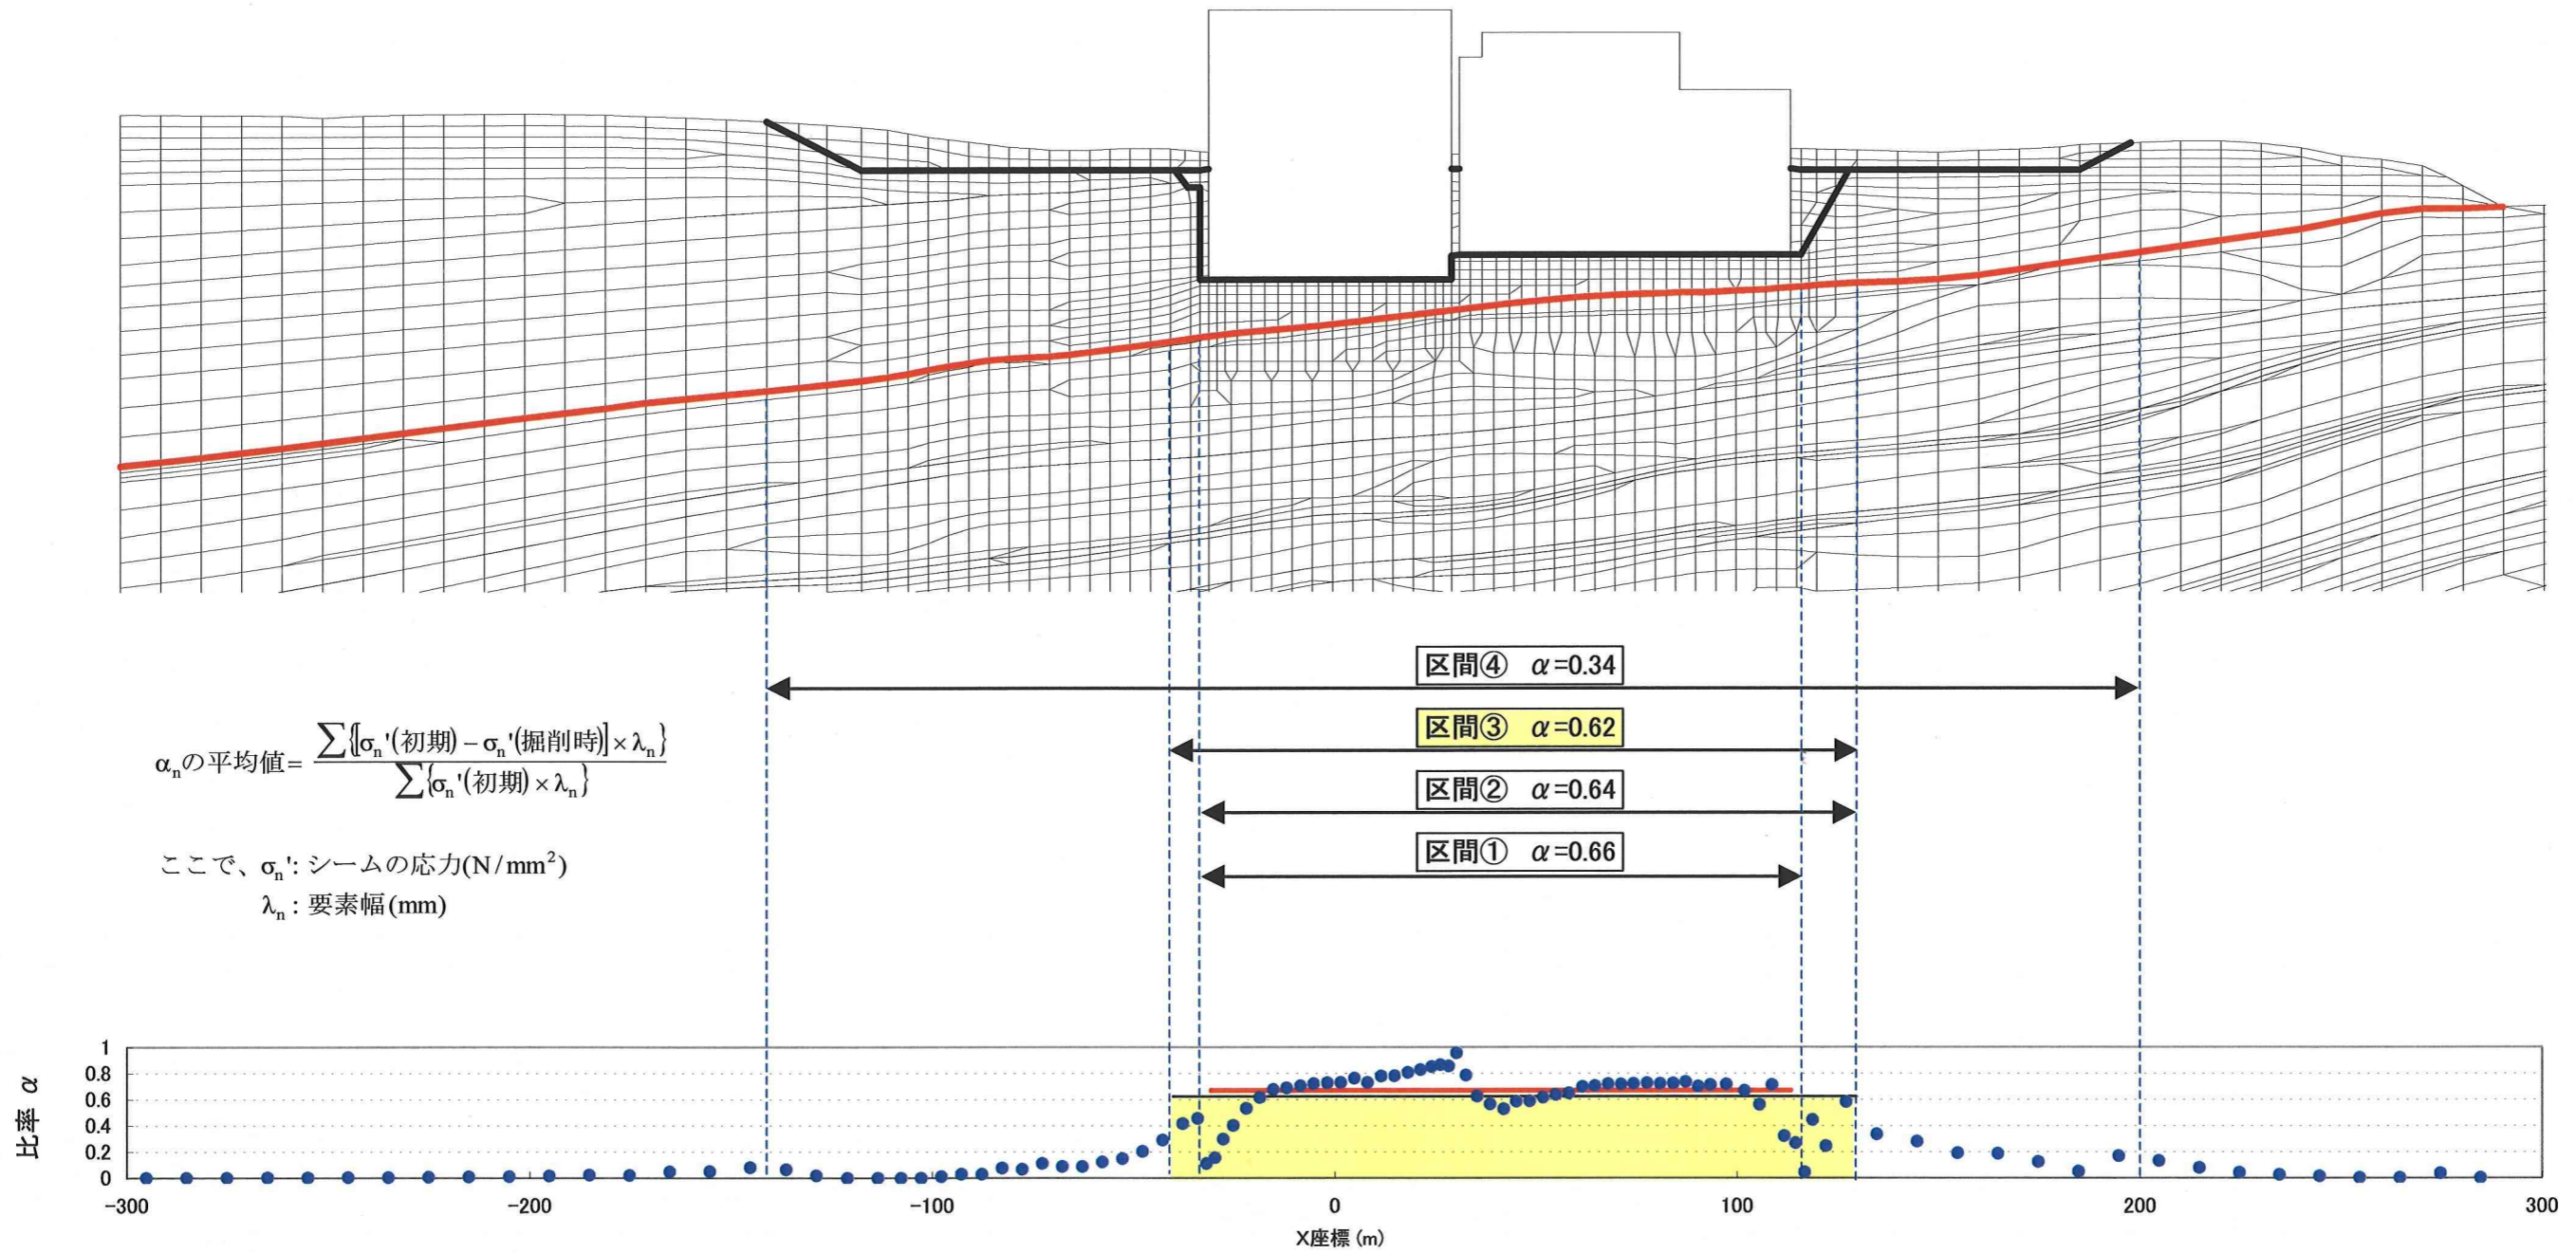 区間④ α=0.34
区間③ α=0.62
区間② α=0.64
区間① α=0.66
αnの平均値= ∑{[σn'(初期)−σn'(掘削時)]×λn} / ∑{σn'(初期)×λn}
ここで、σn': シームの応力(N/mm²)
λn: 要素幅(mm)
比率 α
1
0.8
0.6
0.4
0.2
0
-300
-200
-100
0
100
200
300
X座標 (m)